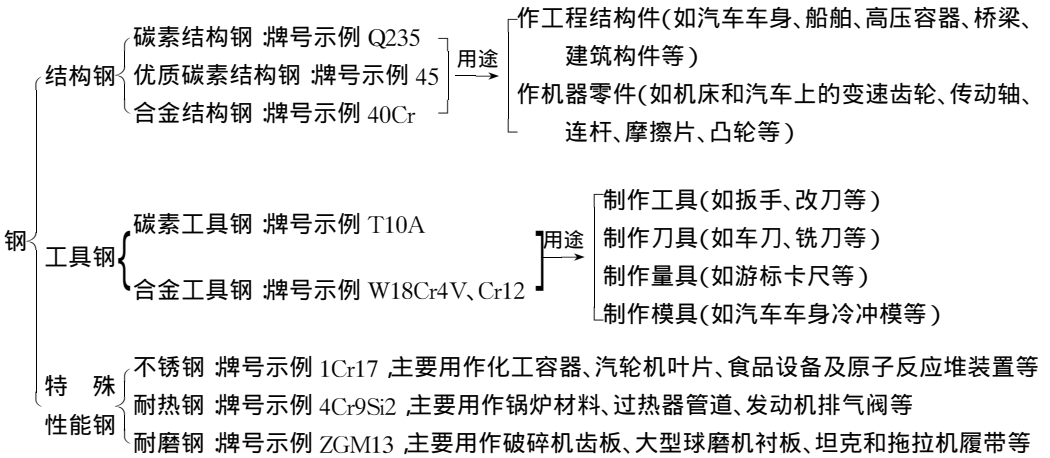 碳素结构钢:牌号示例 Q235
优质碳素结构钢:牌号示例 45
合金结构钢:牌号示例 40Cr
结构钢
用途
作工程结构件(如汽车车身、船舶、高压容器、桥梁、
建筑构件等)
作机器零件(如机床和汽车上的变速齿轮、传动轴、
连杆、摩擦片、凸轮等)
钢
工具钢
碳素工具钢:牌号示例 T10A
合金工具钢:牌号示例 W18Cr4V、Cr12
用途
制作工具(如扳手、改刀等)
制作刀具(如车刀、铣刀等)
制作量具(如游标卡尺等)
制作模具(如汽车车身冷冲模等)
特 殊
性能钢
不锈钢:牌号示例 1Cr17,主要用作化工容器、汽轮机叶片、食品设备及原子反应堆装置等
耐热钢:牌号示例 4Cr9Si2,主要用作锅炉材料、过热器管道、发动机排气阀等
耐磨钢:牌号示例 ZGM13,主要用作破碎机齿板、大型球磨机衬板、坦克和拖拉机履带等